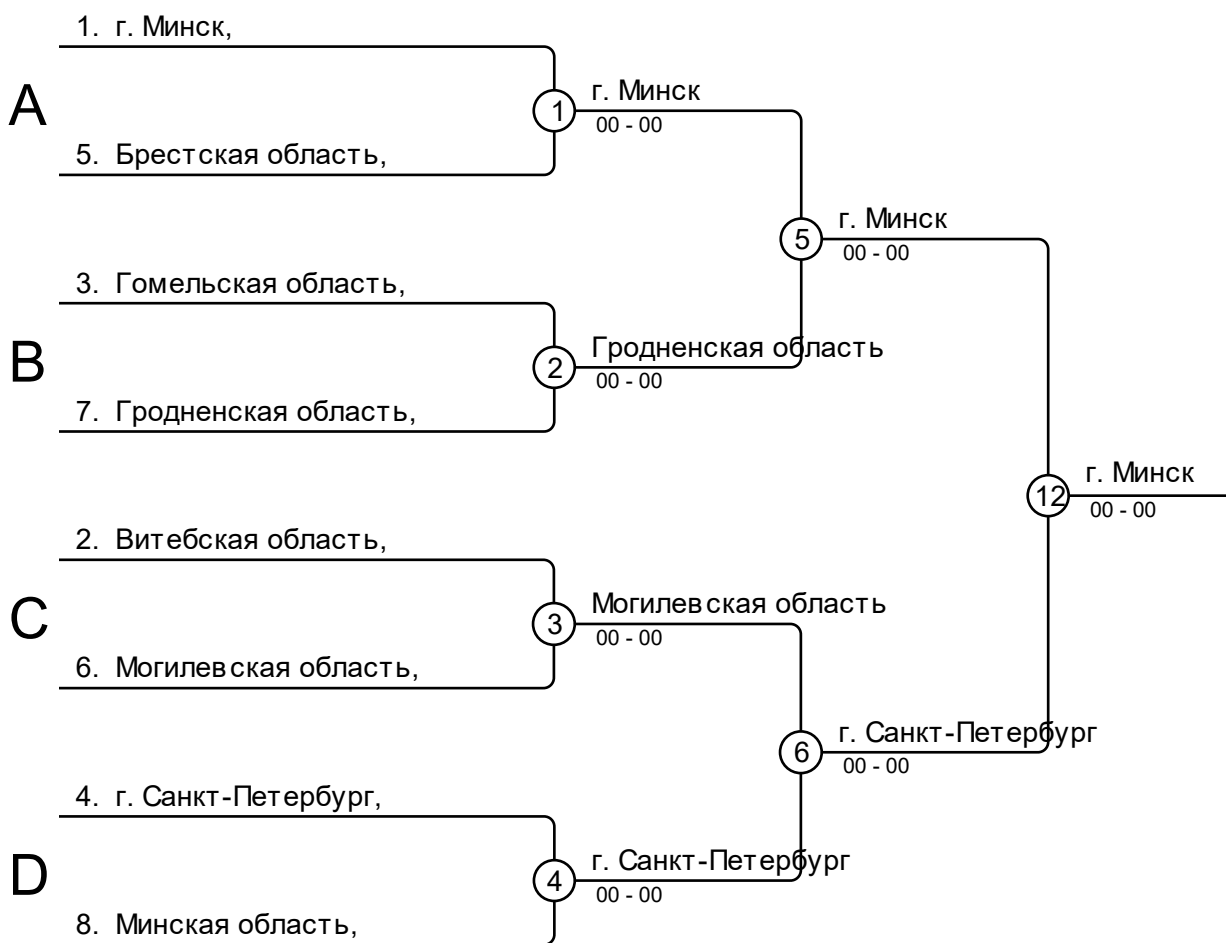 1. г. Минск,
A
1
г. Минск
00 - 00
5. Брестская область,
5
г. Минск
00 - 00
3. Гомельская область,
B
2
Гродненская область
00 - 00
7. Гродненская область,
12
г. Минск
00 - 00
2. Витебская область,
C
3
Могилевская область
00 - 00
6. Могилевская область,
6
г. Санкт-Петербург
00 - 00
4. г. Санкт-Петербург,
D
4
г. Санкт-Петербург
00 - 00
8. Минская область,